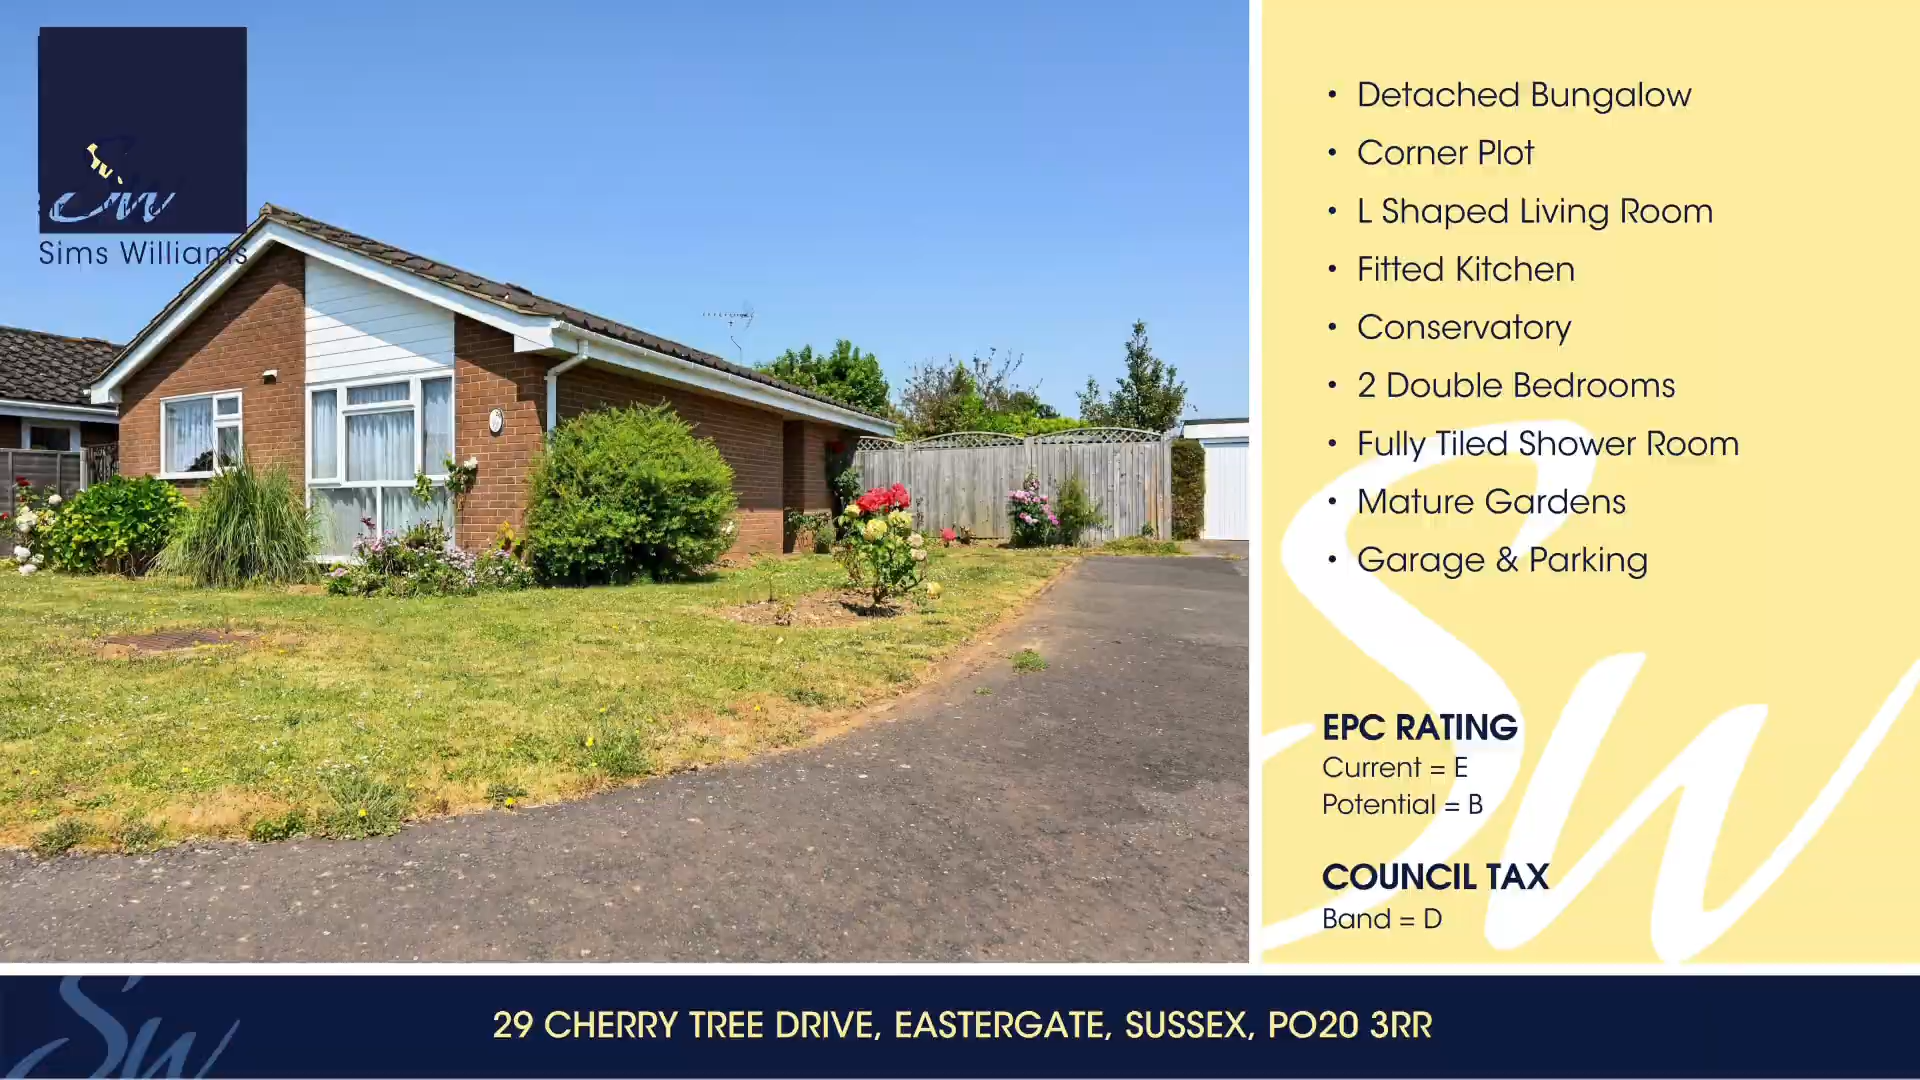 Sims Williams
• Detached Bungalow
• Corner Plot
• L Shaped Living Room
• Fitted Kitchen
• Conservatory
• 2 Double Bedrooms
• Fully Tiled Shower Room
• Mature Gardens
• Garage & Parking
EPC RATING
Current = E
Potential = B
COUNCIL TAX
Band = D
29 CHERRY TREE DRIVE, EASTERGATE, SUSSEX, PO20 3RR
Sw